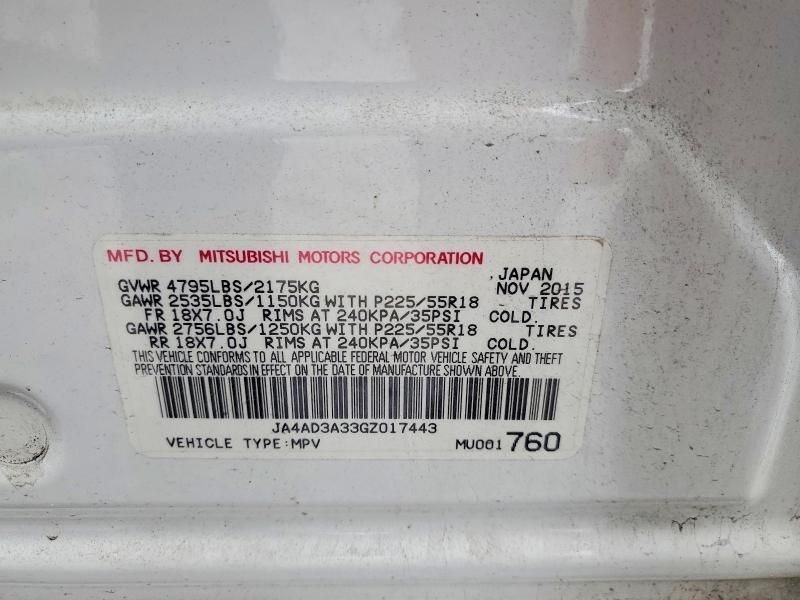 MFD. BY MITSUBISHI MOTORS CORPORATION
JAPAN
GVWR 4795LBS/2175KG NOV 2015
GAWR 2535LBS/1150KG WITH P225/55R18 - TIRES
FR 18X7.0J RIMS AT 240KPA/35PSI COLD.
GAWR 2756LBS/1250KG WITH P225/55R18 - TIRES
RR 18X7.0J RIMS AT 240KPA/35PSI COLD.
THIS VEHICLE CONFORMS TO ALL APPLICABLE FEDERAL MOTOR VEHICLE SAFETY AND THEFT
PREVENTION STANDARDS IN EFFECT ON THE DATE OF MANUFACTURE SHOWN ABOVE.
JA4AD3A33GZ017443
VEHICLE TYPE:MPV MU001760